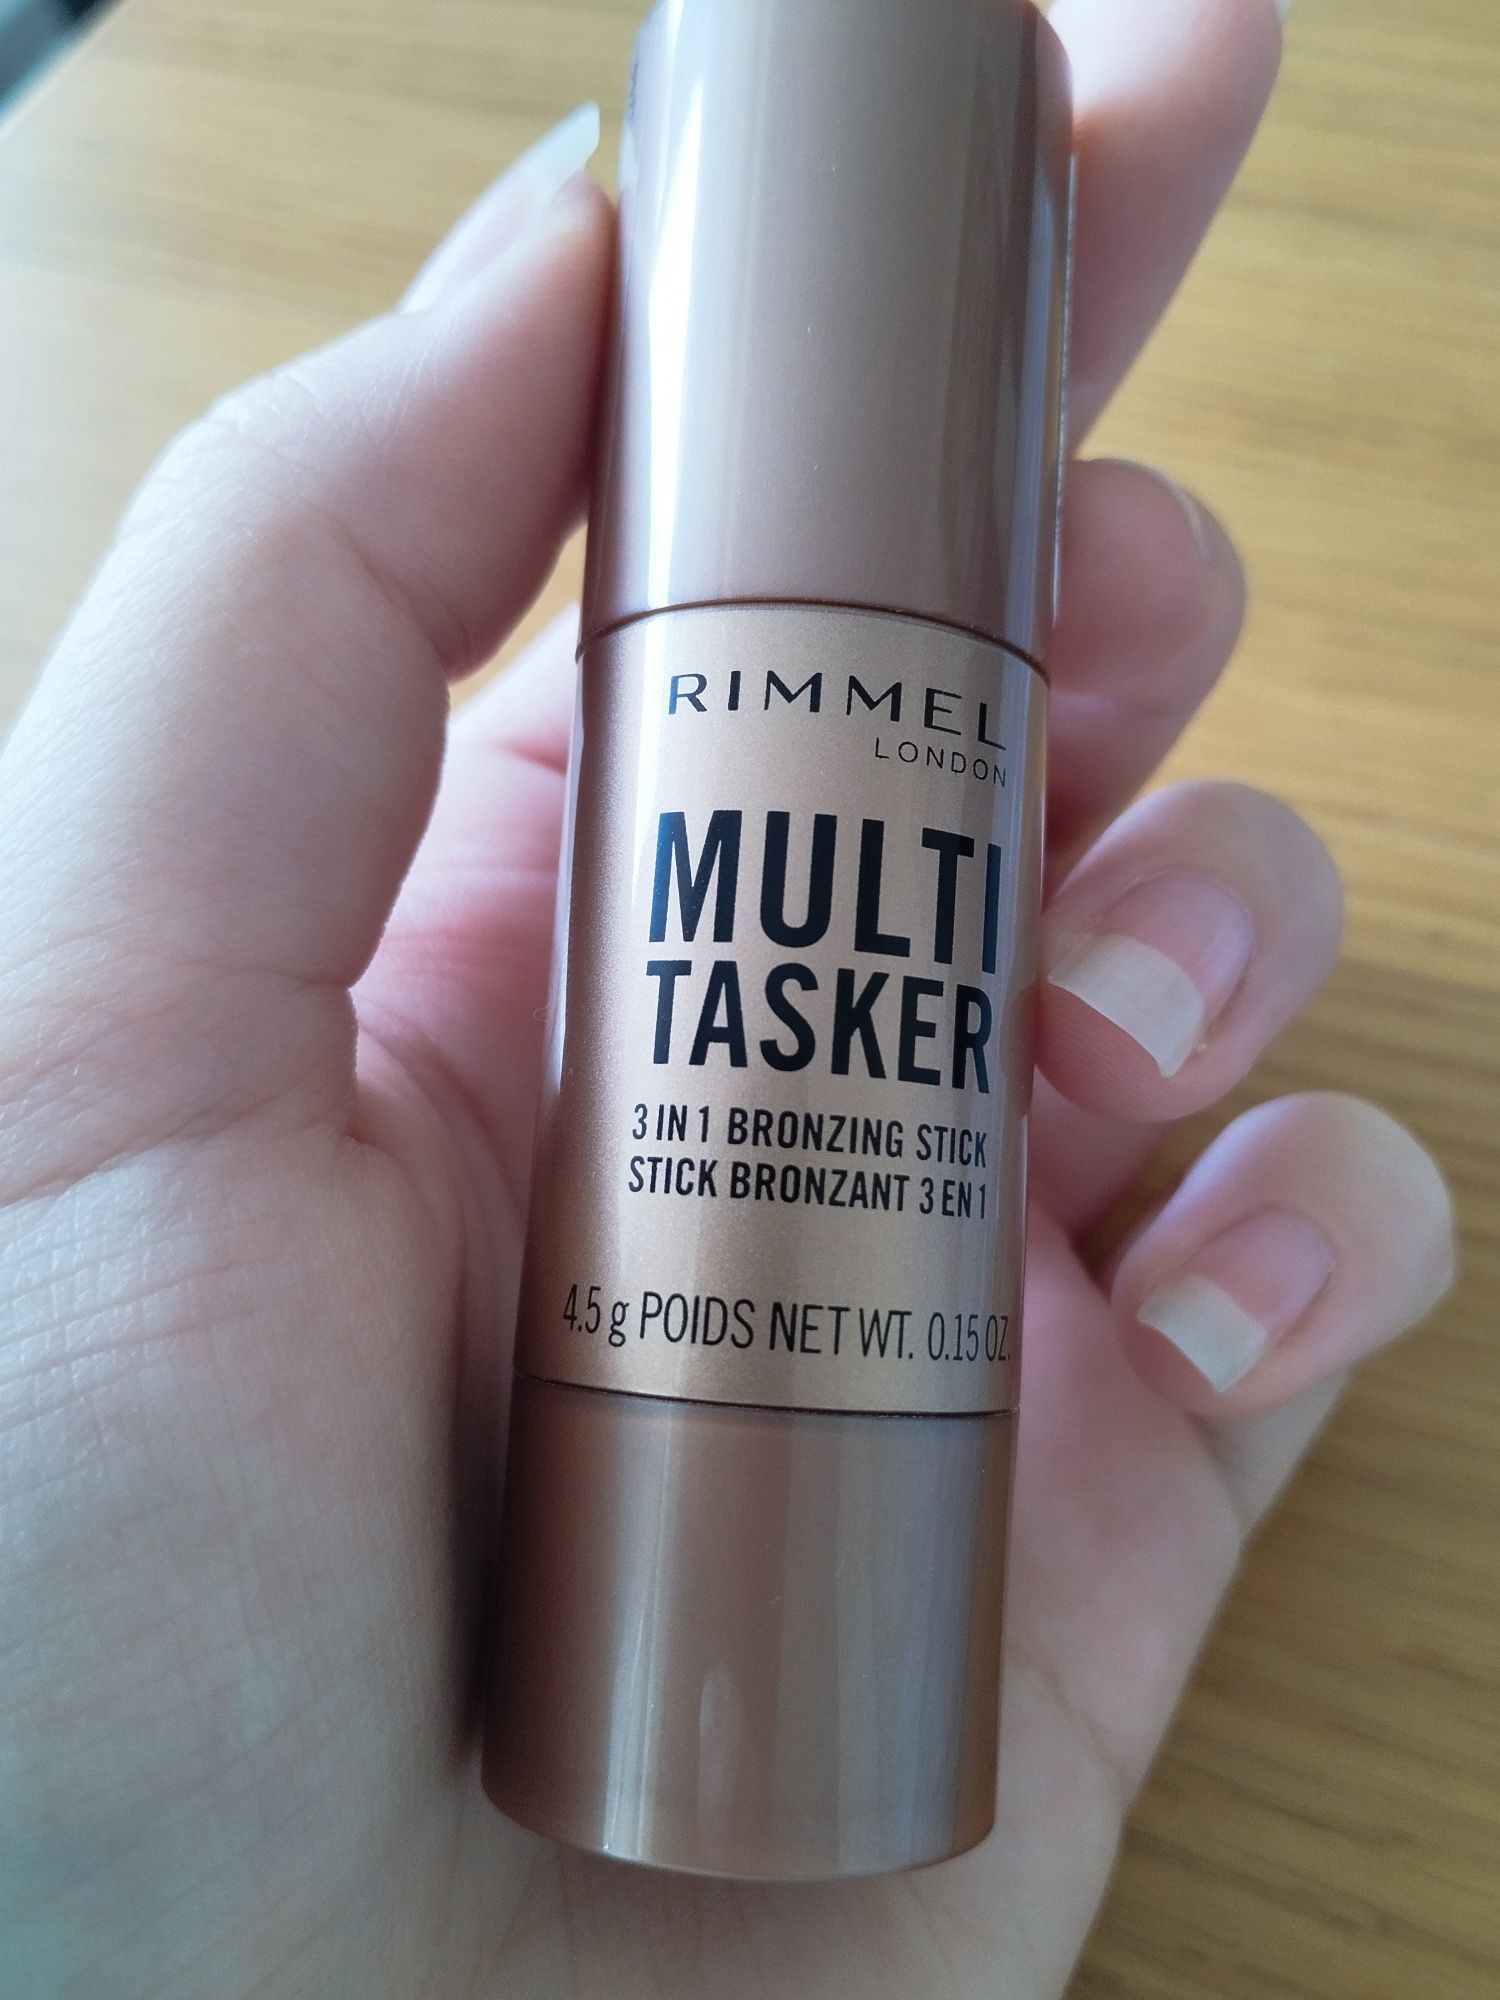 RIMMEL
LONDON
MULTI
TASKER
3 IN 1 BRONZING STICK
STICK BRONZANT 3 EN 1
4.5 g POIDS NET WT. 0.15 OZ.